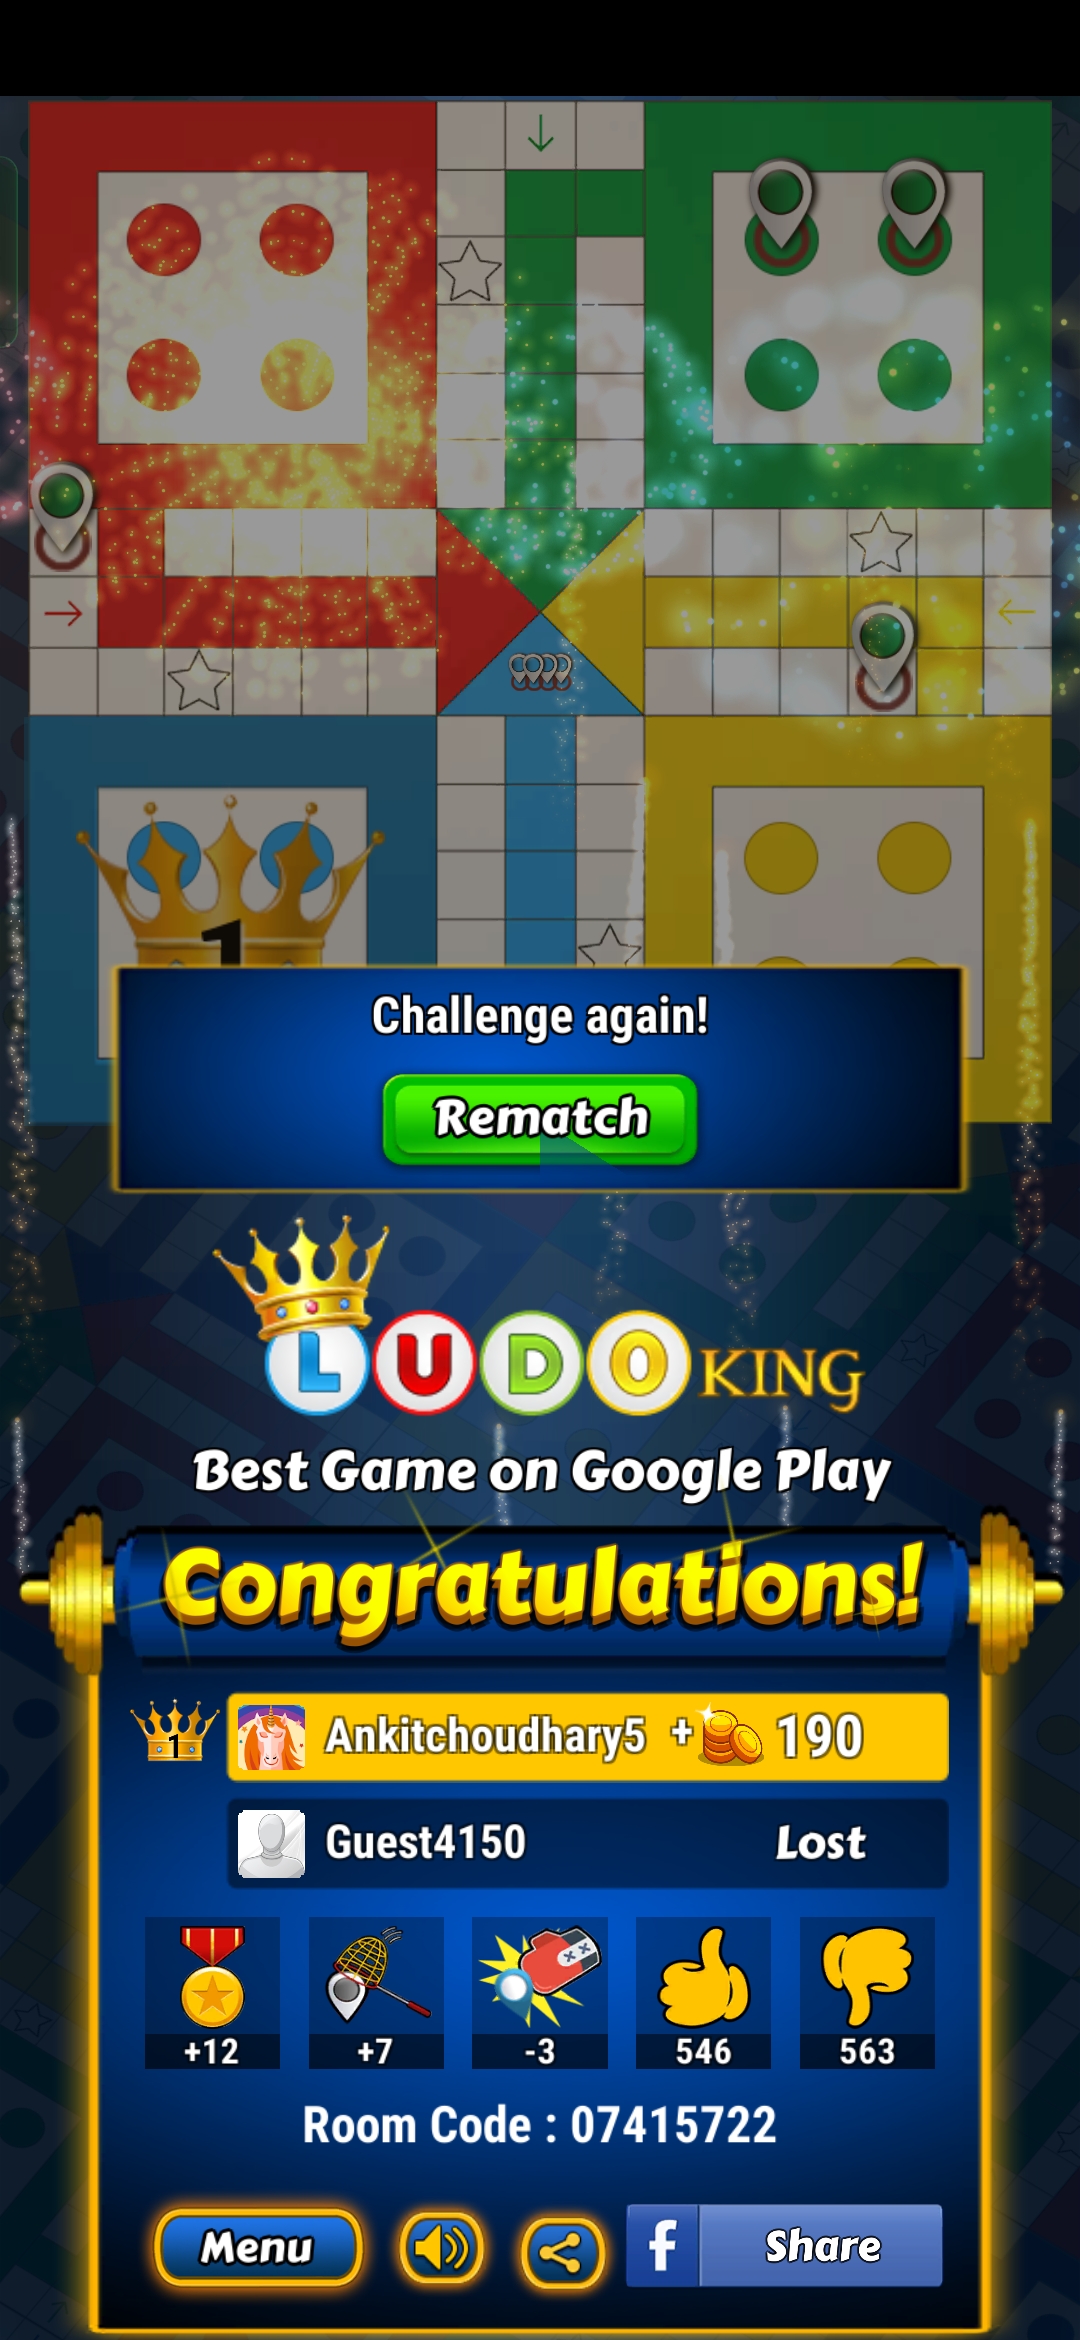 1
Challenge again!
Rematch
LUDO KING
Best Game on Google Play
Congratulations!
1 Ankitchoudhary5 + 190
Guest4150 Lost
+12 +7 -3 546 563
Room Code : 07415722
Menu f Share